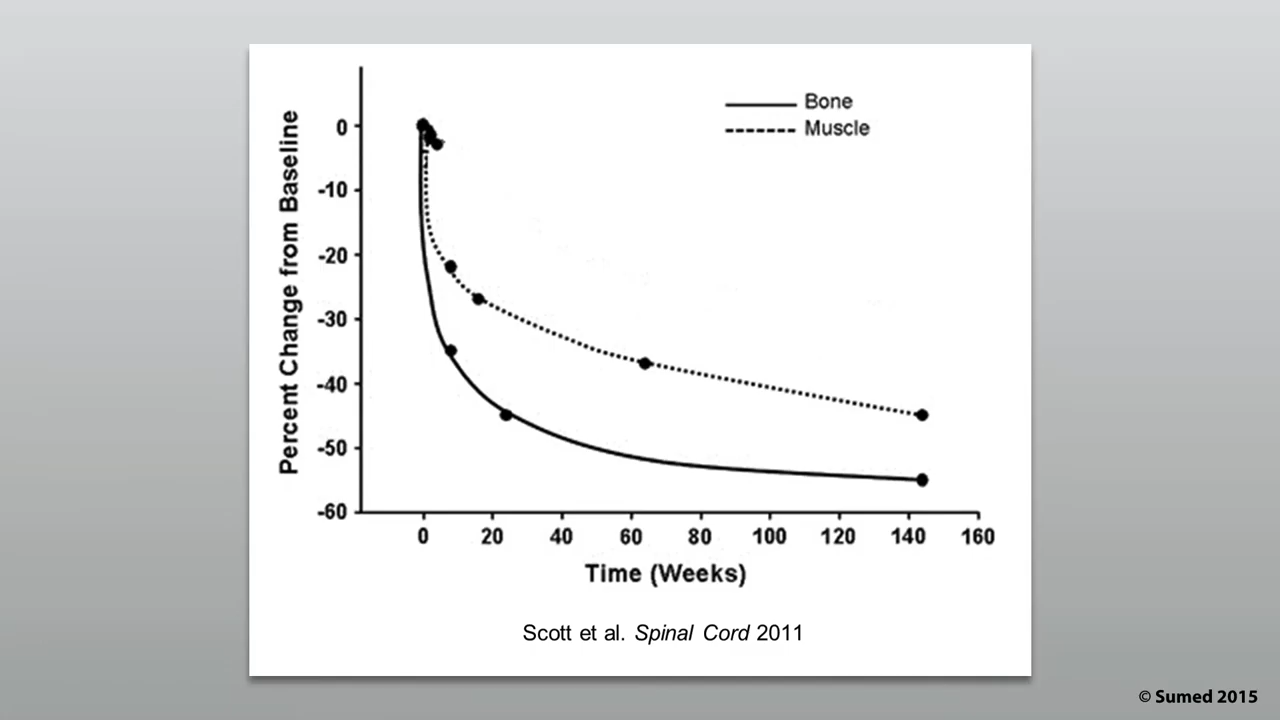 Bone
Muscle
Percent Change from Baseline
0
-10
-20
-30
-40
-50
-60
0 20 40 60 80 100 120 140 160
Time (Weeks)
Scott et al. Spinal Cord 2011
© Sumed 2015